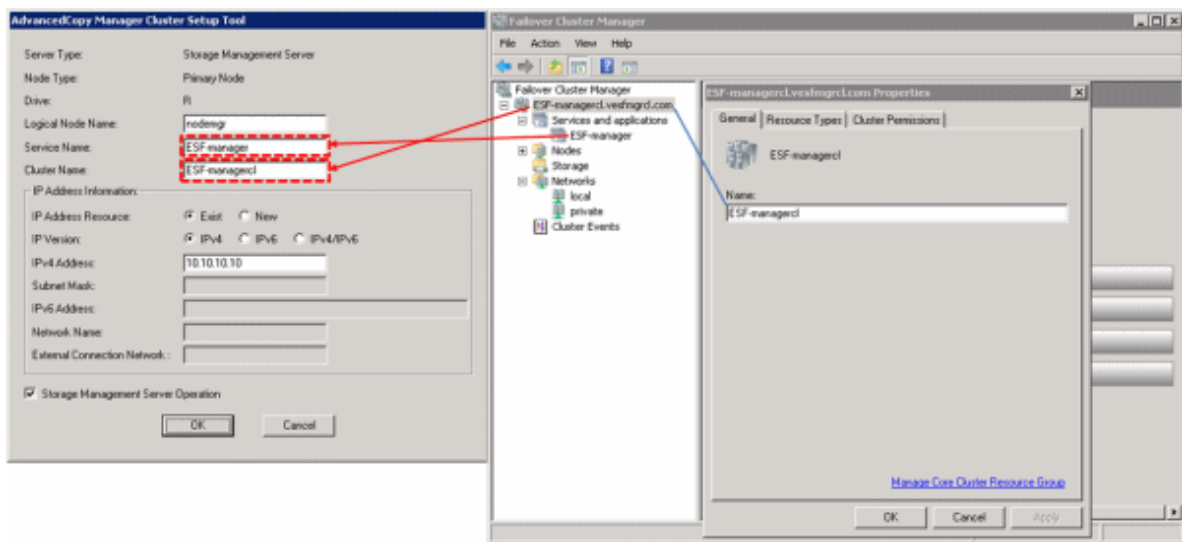 AdvancedCopy Manager Cluster Setup Tool
Server Type: Storage Management Server
Node Type: Primary Node
Drive: R
Logical Node Name: nodemgr
Service Name: ESF-manager
Cluster Name: ESF-managercl
IP Address Information:
IP Address Resource: Exist New
IP Version: IPv4 IPv6 IPv4/IPv6
IPv4 Address: 10.10.10.10
Subnet Mask:
IPv6 Address:
Network Name:
External Connection Network :
Storage Management Server Operation
OK Cancel
Failover Cluster Manager
File Action View Help
Failover Cluster Manager
ESF-managercl.vesfmgrcl.com
Services and applications
ESF-manager
Nodes
Storage
Networks
local
private
Cluster Events
ESF-managercl.vesfmgrcl.com Properties
General Resource Types Cluster Permissions
ESF-managercl
Name:
ESF-managercl
Manage Core Cluster Resource Group
OK Cancel Apply